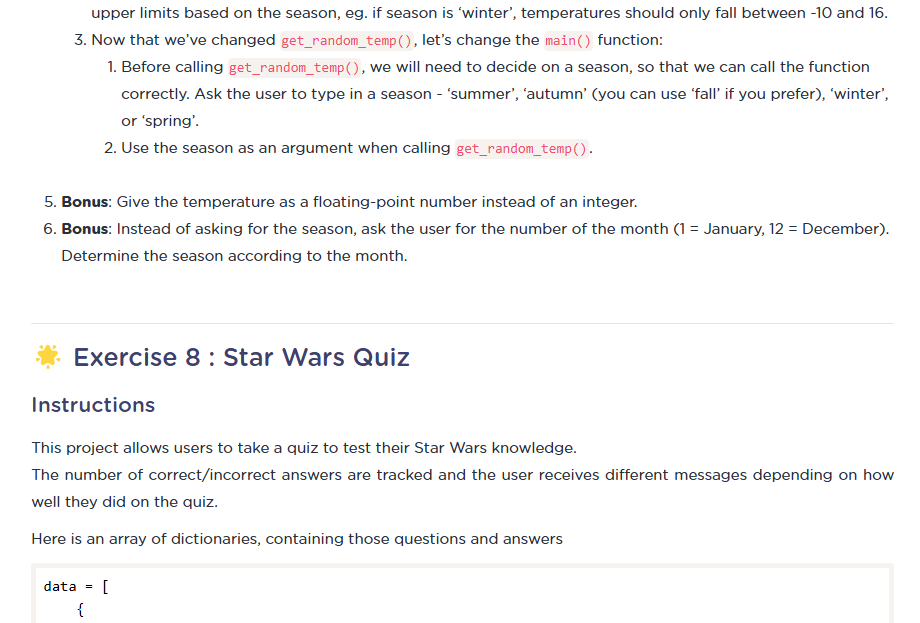 upper limits based on the season, eg. if season is ‘winter’, temperatures should only fall between -10 and 16.
3. Now that we’ve changed get_random_temp(), let’s change the main() function:
1. Before calling get_random_temp(), we will need to decide on a season, so that we can call the function
correctly. Ask the user to type in a season - ‘summer’, ‘autumn’ (you can use ‘fall’ if you prefer), ‘winter’,
or ‘spring’.
2. Use the season as an argument when calling get_random_temp().
5. Bonus: Give the temperature as a floating-point number instead of an integer.
6. Bonus: Instead of asking for the season, ask the user for the number of the month (1 = January, 12 = December).
Determine the season according to the month.
🌟 Exercise 8 : Star Wars Quiz
Instructions
This project allows users to take a quiz to test their Star Wars knowledge.
The number of correct/incorrect answers are tracked and the user receives different messages depending on how
well they did on the quiz.
Here is an array of dictionaries, containing those questions and answers
data = [
{